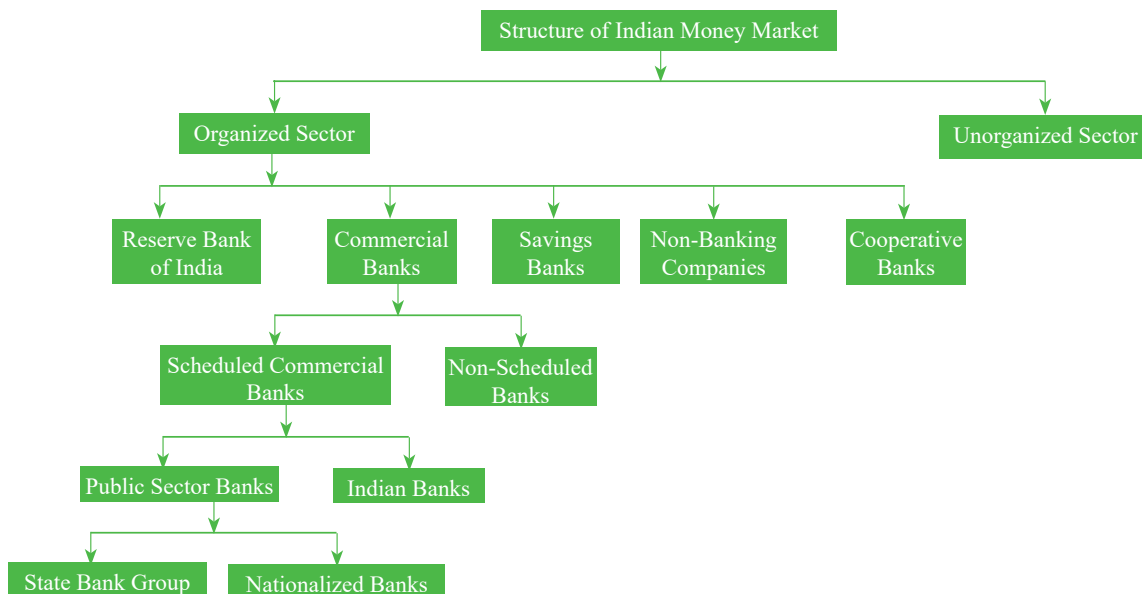 Structure of Indian Money Market
Organized Sector
Unorganized Sector
Reserve Bank
of India
Commercial
Banks
Savings
Banks
Non-Banking
Companies
Cooperative
Banks
Scheduled Commercial
Banks
Non-Scheduled
Banks
Public Sector Banks
Indian Banks
State Bank Group
Nationalized Banks